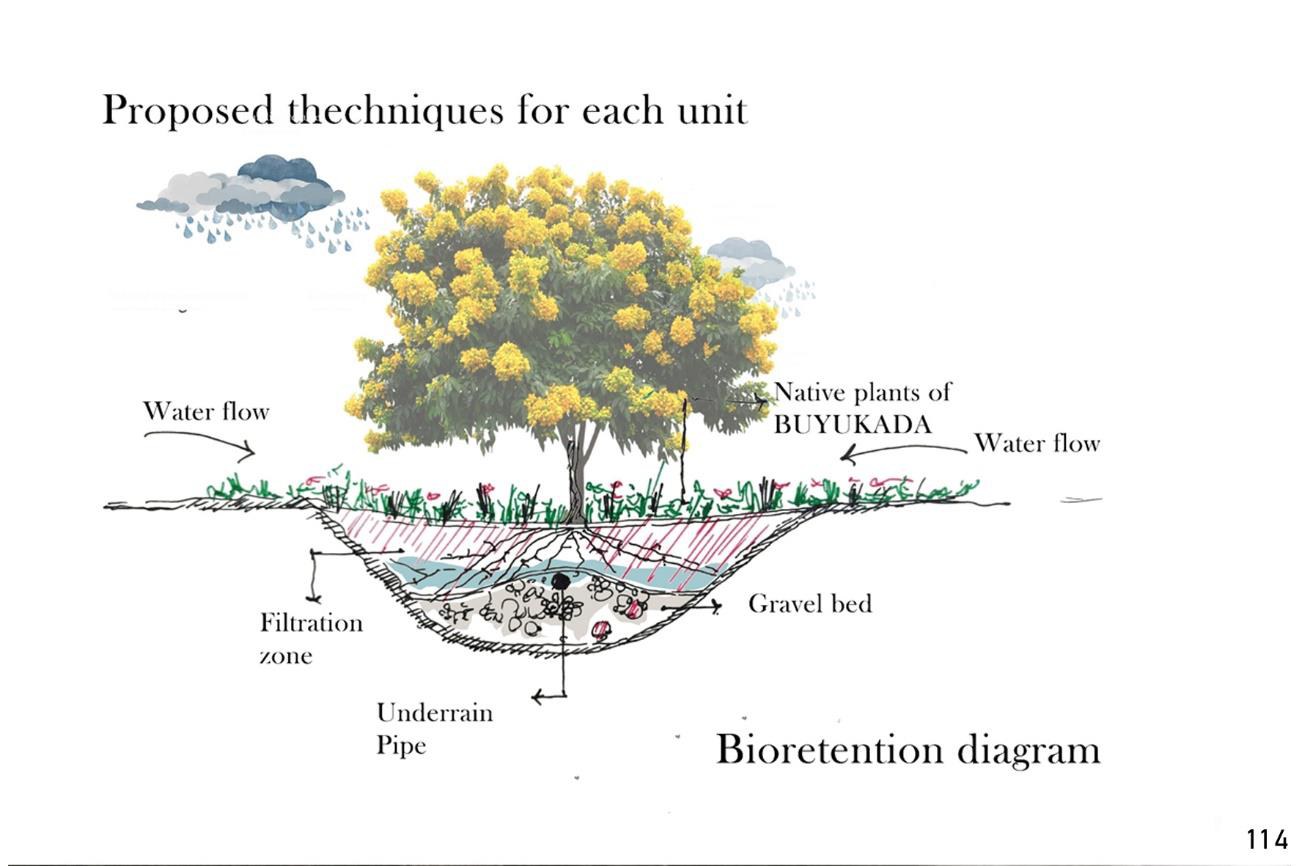 Proposed thechniques for each unit
Native plants of
BUYUKADA
Water flow
Water flow
Filtration
zone
Gravel bed
Underrain
Pipe
Bioretention diagram
114